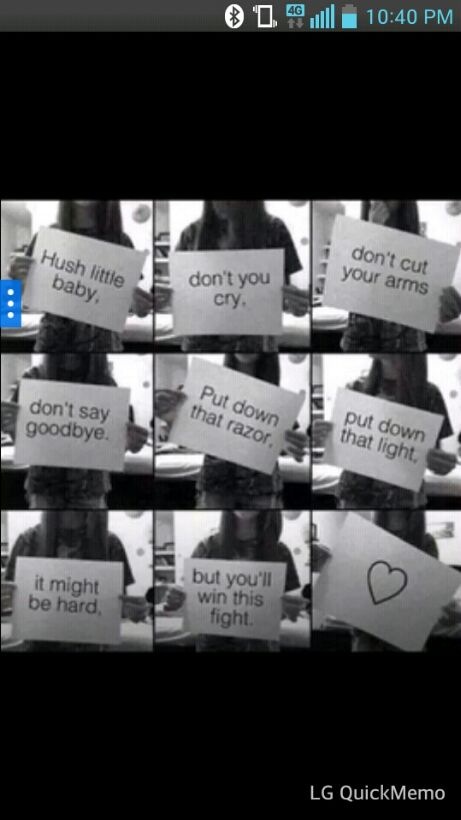 4G
10:40 PM
Hush little
baby,
don't you
cry,
don't cut
your arms
don't say
goodbye.
Put down
that razor,
put down
that light,
it might
be hard,
but you'll
win this
fight.
LG QuickMemo